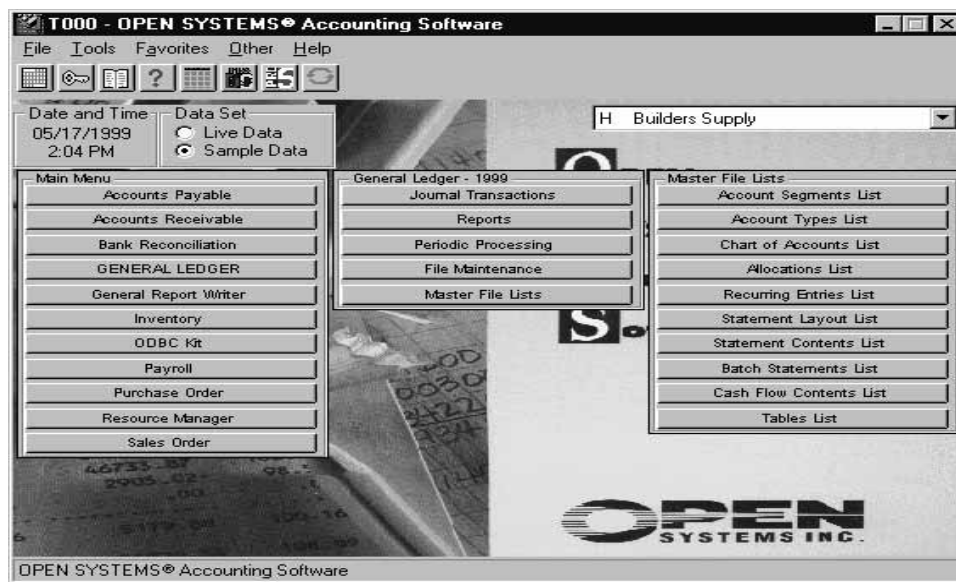 T000 - OPEN SYSTEMS® Accounting Software
File Tools Favorites Other Help
Date and Time
05/17/1999
2:04 PM
Data Set
Live Data
Sample Data
H Builders Supply
Main Menu
Accounts Payable
Accounts Receivable
Bank Reconciliation
GENERAL LEDGER
General Report Writer
Inventory
ODBC Kit
Payroll
Purchase Order
Resource Manager
Sales Order
General Ledger - 1999
Journal Transactions
Reports
Periodic Processing
File Maintenance
Master File Lists
Master File Lists
Account Segments List
Account Types List
Chart of Accounts List
Allocations List
Recurring Entries List
Statement Layout List
Statement Contents List
Batch Statements List
Cash Flow Contents List
Tables List
OPEN
SYSTEMS INC.
OPEN SYSTEMS® Accounting Software